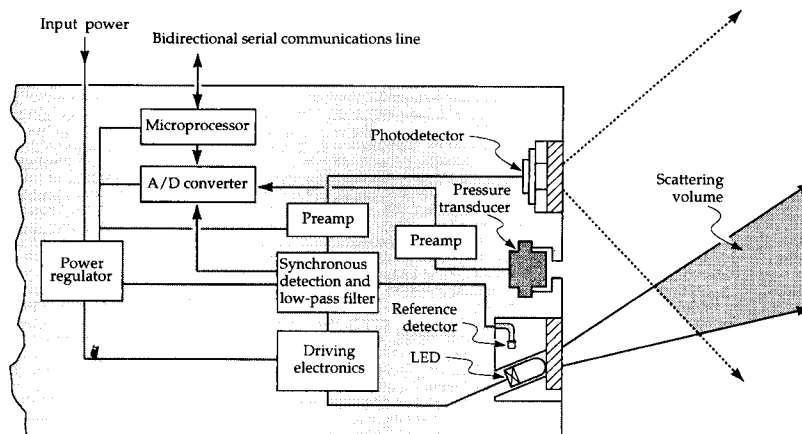 Input power
Bidirectional serial communications line
Microprocessor
Photodetector
A/D converter
Pressure
transducer
Scattering
volume
Preamp
Preamp
Power
regulator
Synchronous
detection and
low-pass filter
Reference
detector
Driving
electronics
LED